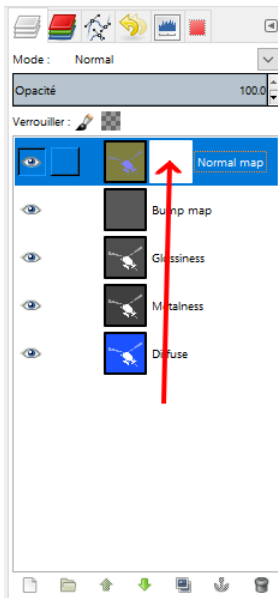 Mode : Normal
Opacité 100.0
Verrouiller :
Normal map
Bump map
Glossiness
Metalness
Diffuse